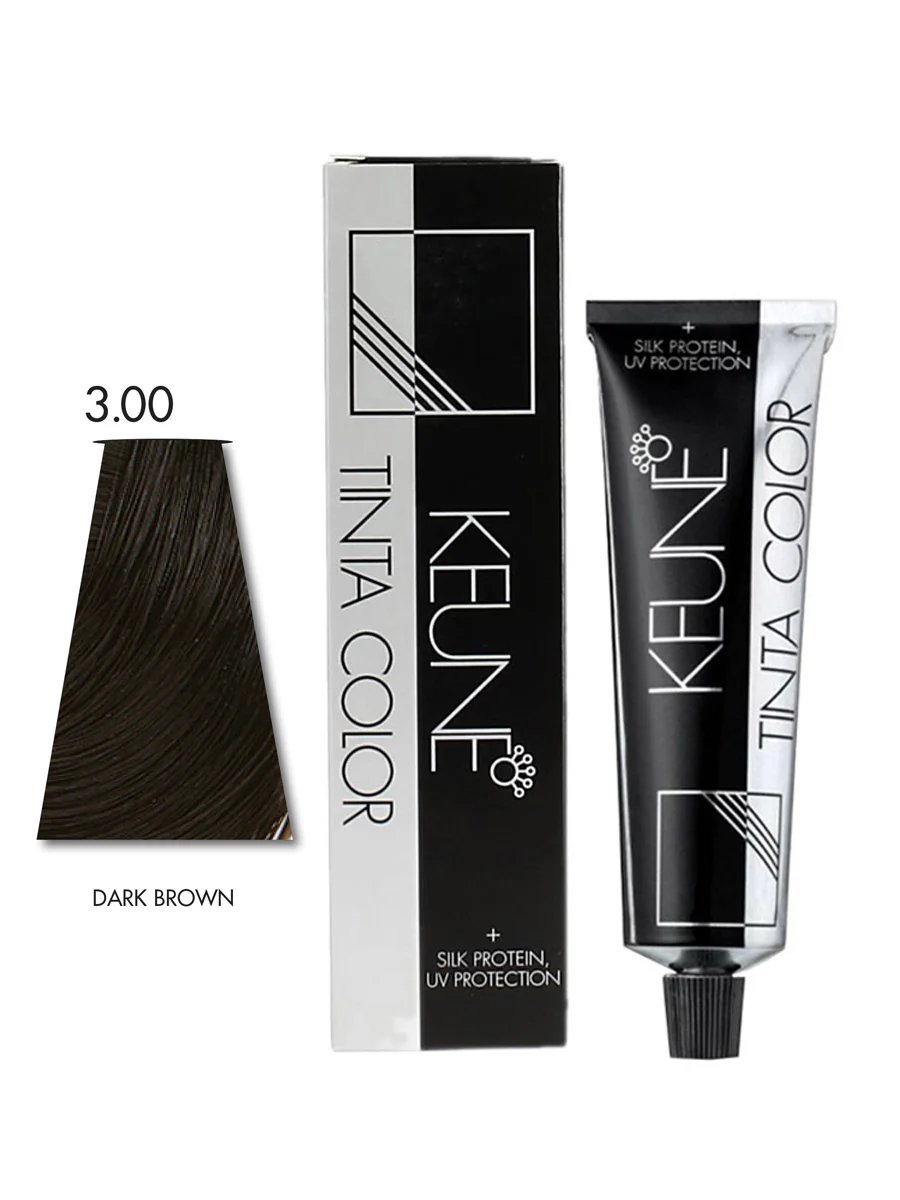 3.00
DARK BROWN
TINTA COLOR
KEUNE
+
SILK PROTEIN,
UV PROTECTION
+
SILK PROTEIN,
UV PROTECTION
KEUNE
TINTA COLOR